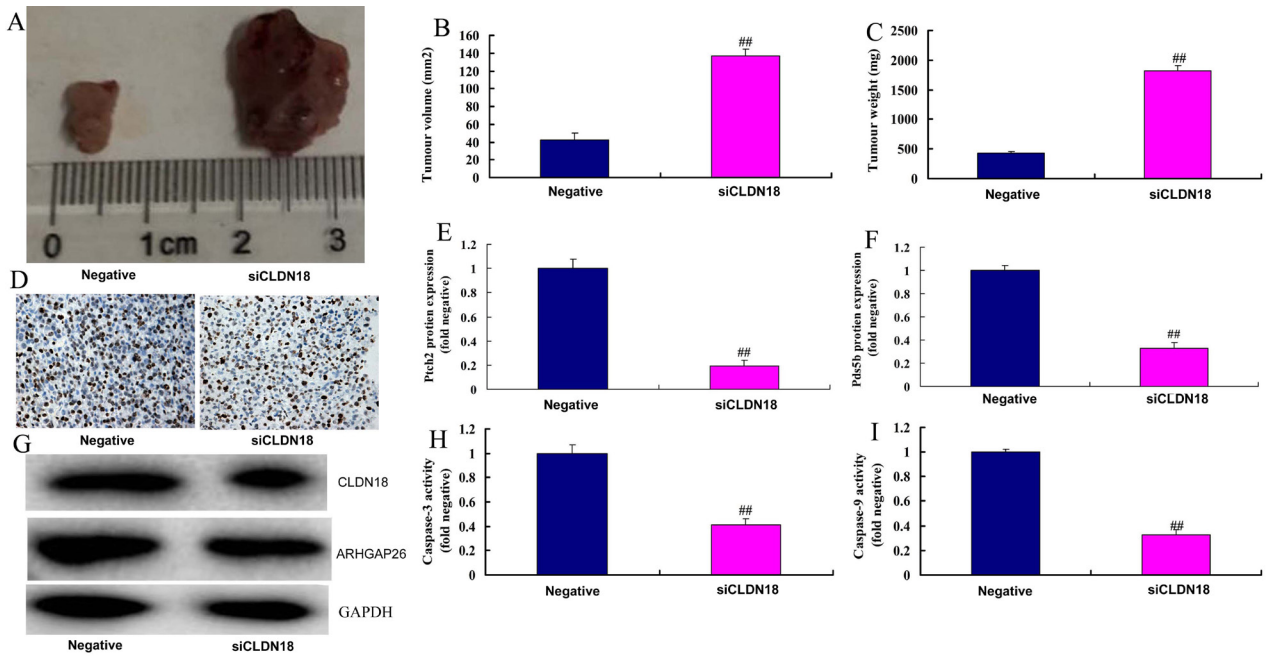 A
0 1cm 2 3
Negative siCLDN18
B
Tumour volume (mm2)
160
140
120
100
80
60
40
20
0
##
Negative siCLDN18
C
Tumour weight (mg)
2500
2000
1500
1000
500
0
##
Negative siCLDN18
D
Negative siCLDN18
E
Ptch2 protien expression
(fold negative)
1.2
1
0.8
0.6
0.4
0.2
0
##
Negative siCLDN18
F
Pds5b protien expression
(fold negative)
1.2
1
0.8
0.6
0.4
0.2
0
##
Negative siCLDN18
G
CLDN18
ARHGAP26
GAPDH
Negative siCLDN18
H
Caspase-3 activity
(fold negative)
1.2
1
0.8
0.6
0.4
0.2
0
##
Negative siCLDN18
I
Caspase-9 activity
(fold negative)
1.2
1
0.8
0.6
0.4
0.2
0
##
Negative siCLDN18